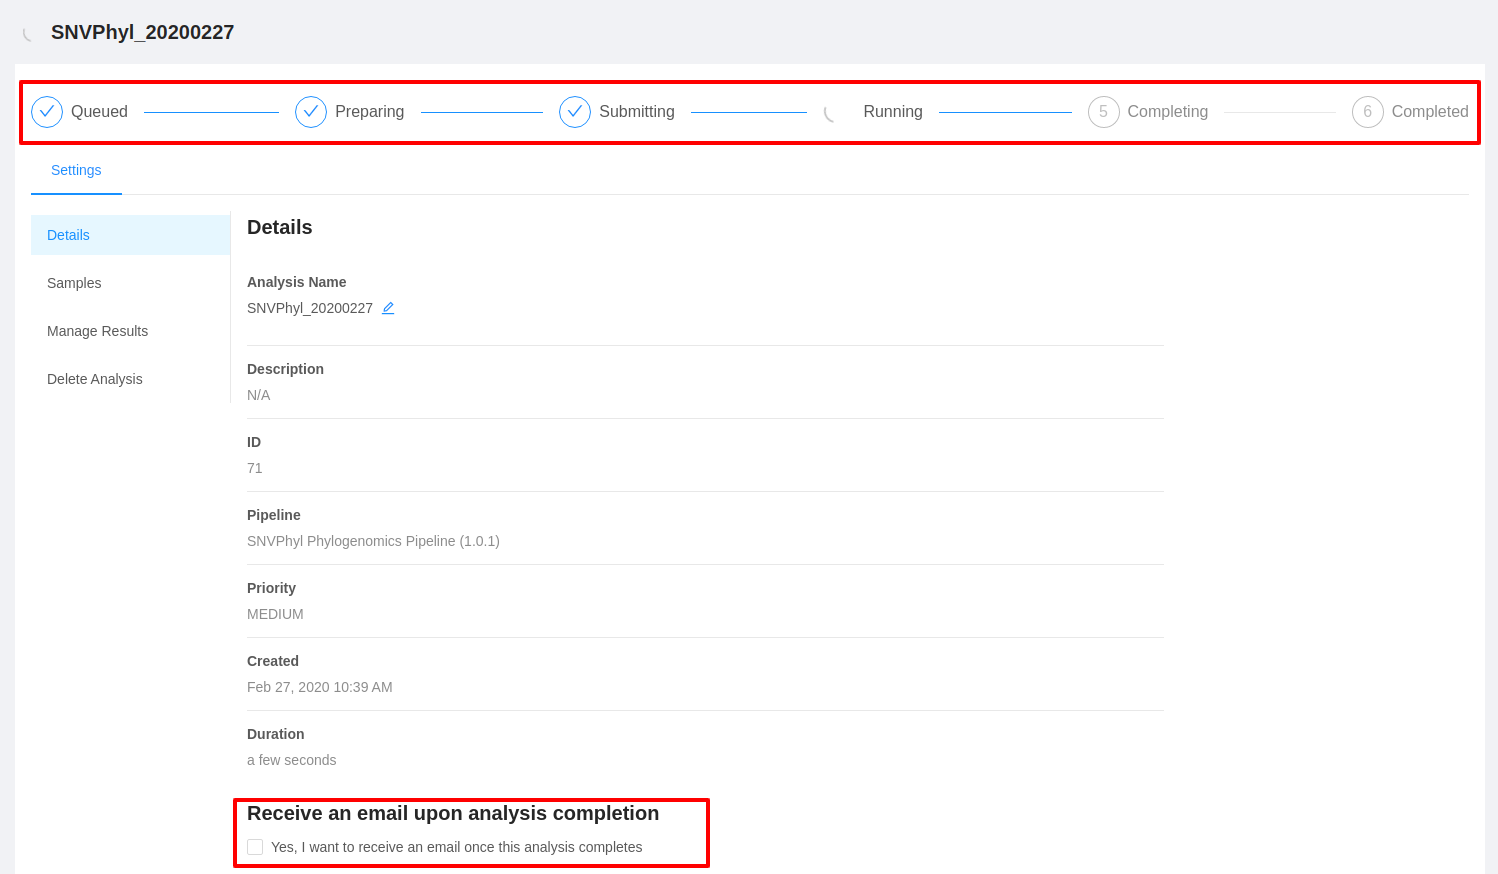 SNVPhyl_20200227
Queued Preparing Submitting Running 5 Completing 6 Completed
Settings
Details
Samples
Manage Results
Delete Analysis
Details
Analysis Name
SNVPhyl_20200227
Description
N/A
ID
71
Pipeline
SNVPhyl Phylogenomics Pipeline (1.0.1)
Priority
MEDIUM
Created
Feb 27, 2020 10:39 AM
Duration
a few seconds
Receive an email upon analysis completion
Yes, I want to receive an email once this analysis completes